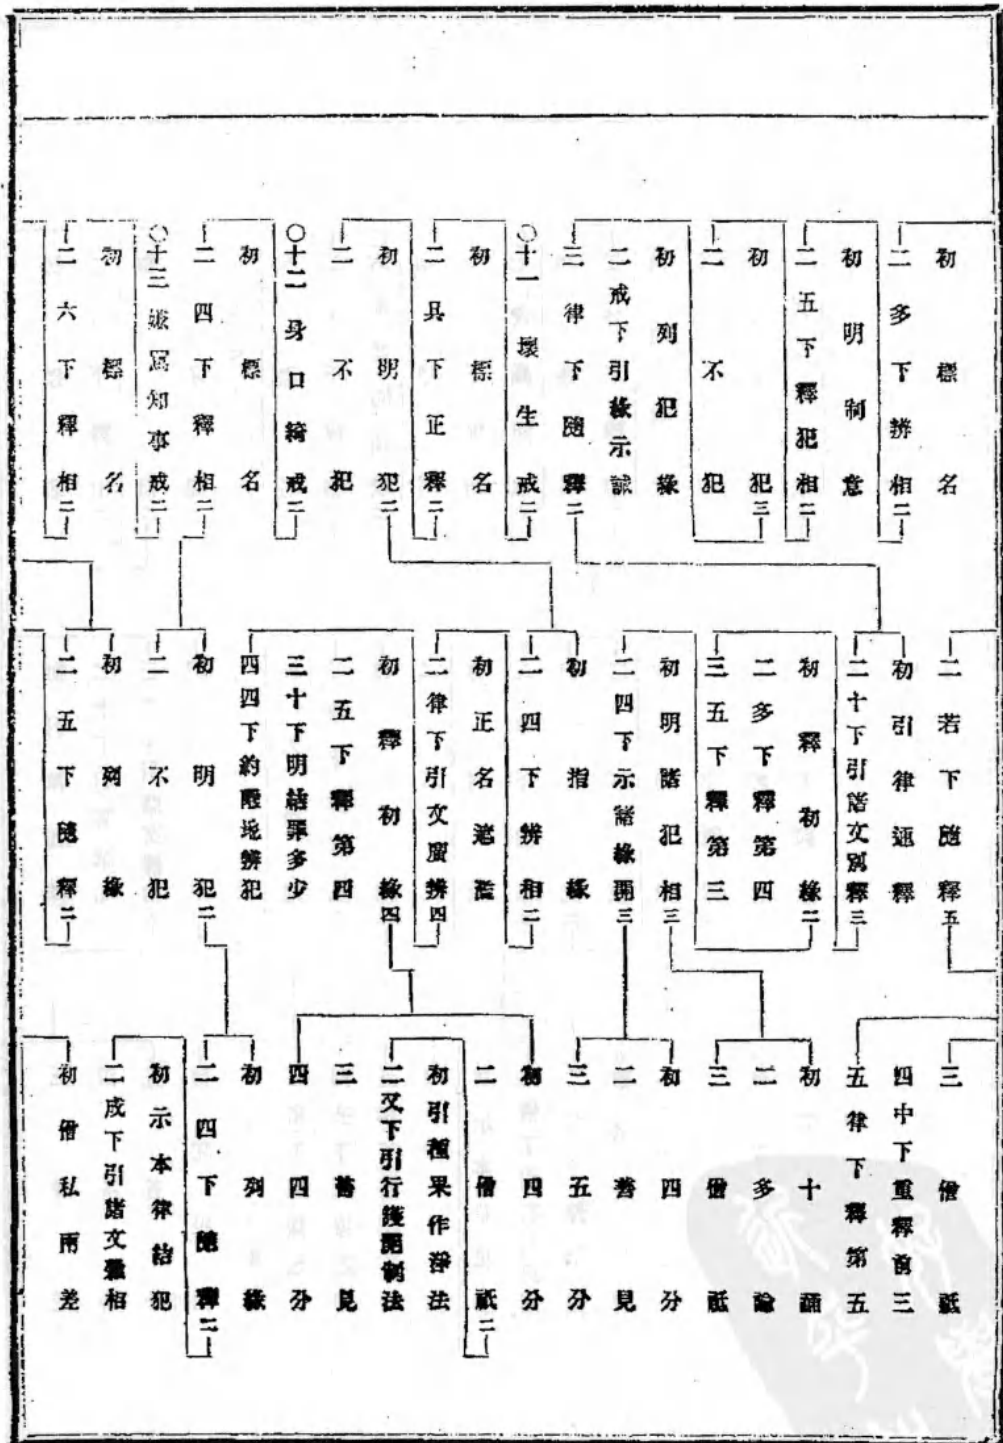 初標名
二多下辨相二
初明制意
二五下釋犯相二
初犯三
二不犯
初列犯緣
二戒下引緣示誡
三律下隨釋二
○十一壞生戒二
初標名
二具下正釋二
初明犯二
二不犯
○十二身口綺戒二
初標名
二四下釋相二
○十三嫌罵知事戒二
初標名
二六下釋相二
二若下隨釋五
初引律通釋
二十下引諸文別釋三
初釋初緣二
二多下釋第四
三五下釋第三
初明諸犯相三
二四下示諸緣開三
初指緣
二四下辨相二
初正名遮濫
二律下引文廣辨四
初釋初緣四
二五下釋第四
三十下明結罪多少
四四下約壓地辨犯
初明犯二
二不犯
初列緣
二五下隨釋二
三僧祇
四中下重釋前三
五律下釋第五
初十誦
二多論
三僧祇
初四分
二善見
三五分
初四分
二僧祇二
初引種果作淨法
二又下引行護開制法
三善見
四四分
初列緣
二四下隨釋二
初示本律結犯
二成下引諸文雜相
初僧私兩差